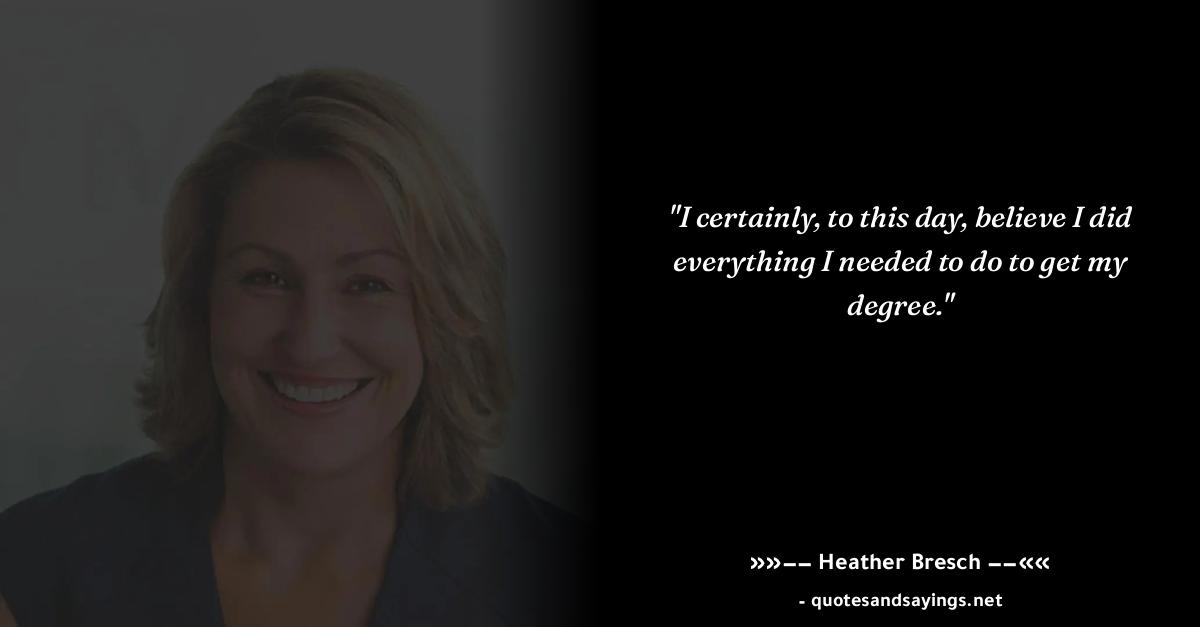 "I certainly, to this day, believe I did
everything I needed to do to get my
degree."
»»–– Heather Bresch ––««
- quotesandsayings.net